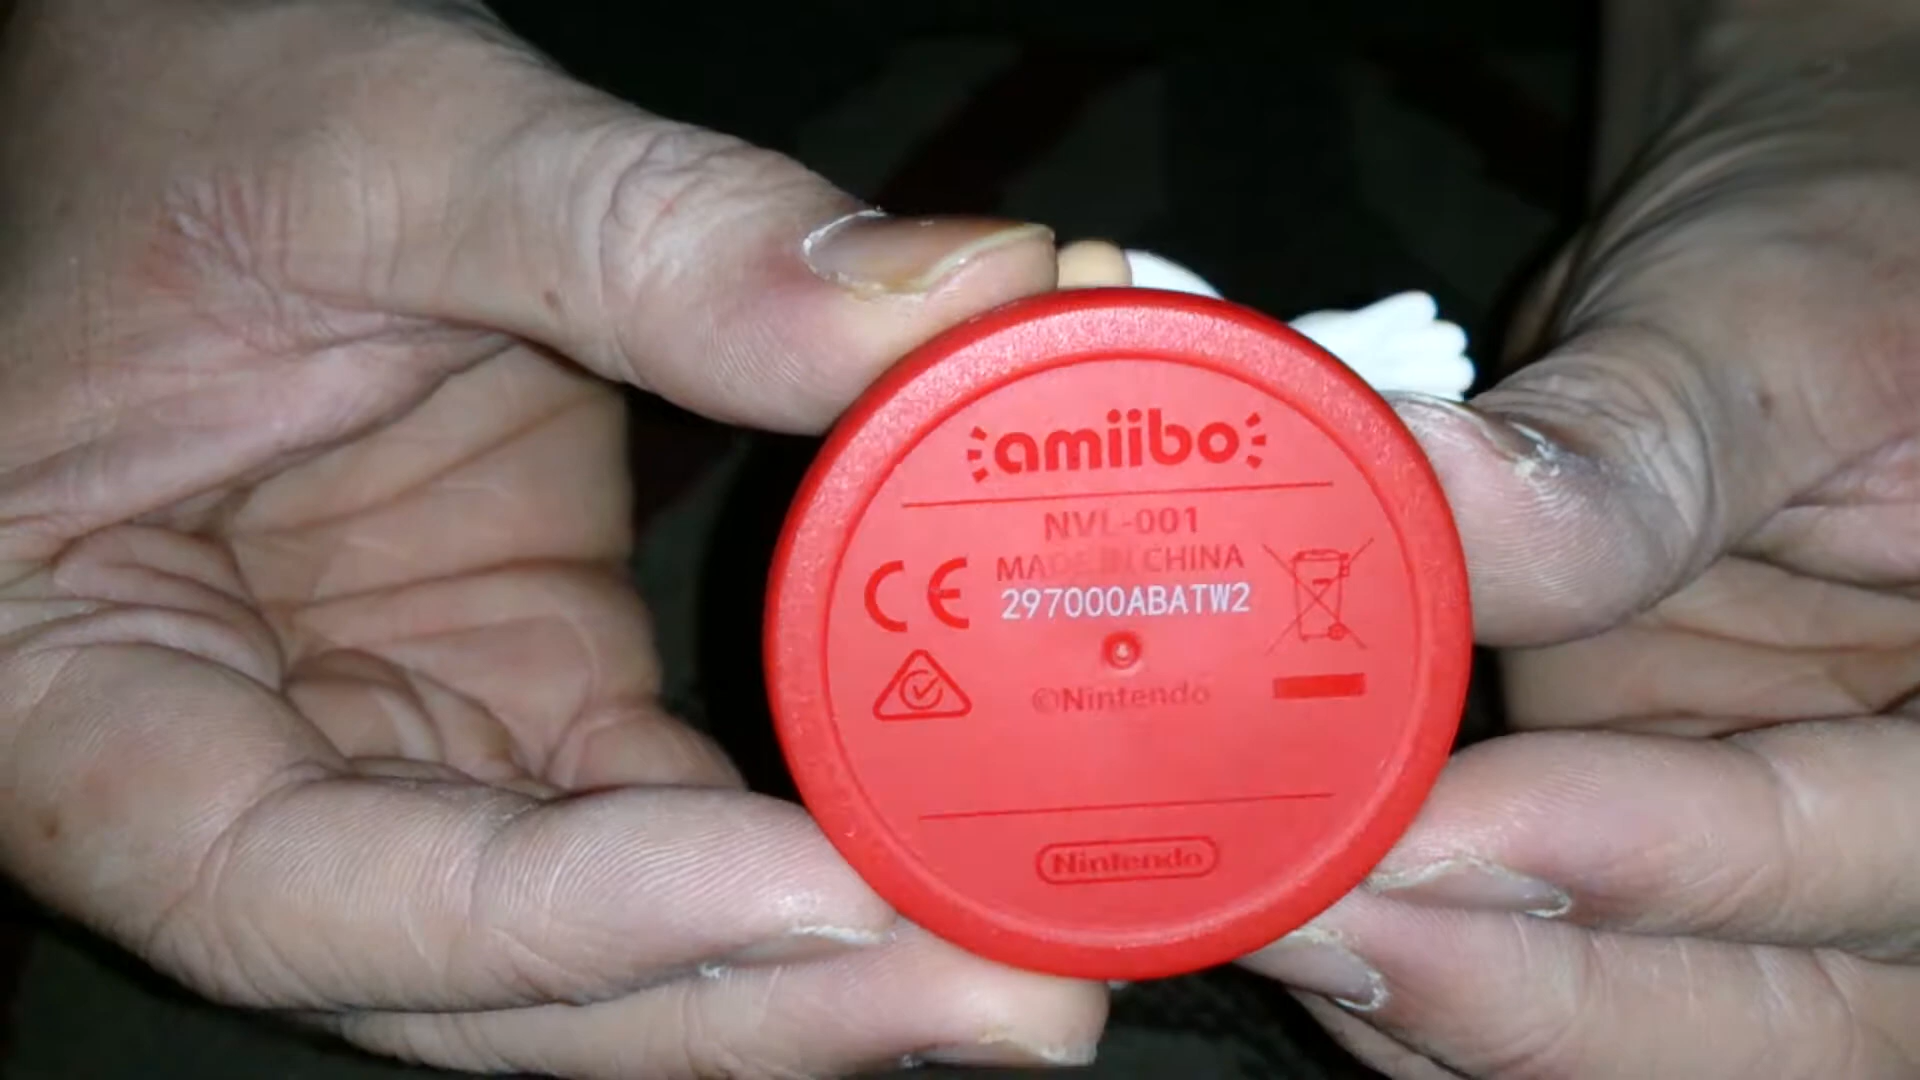 amiibo
NVL-001
MADE IN CHINA
CE
297000ABATW2
©Nintendo
Nintendo